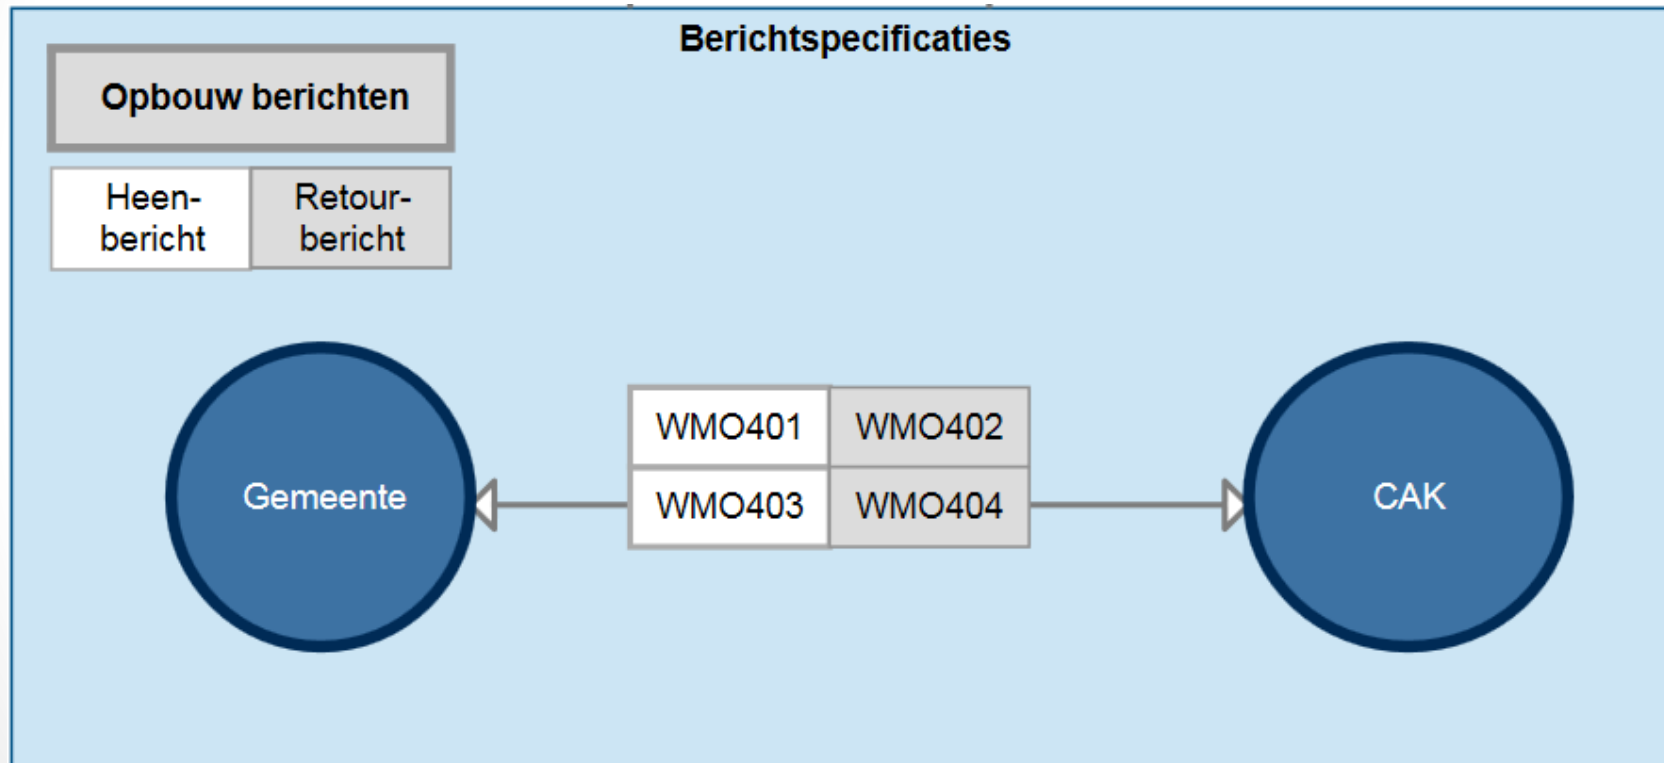 Berichtspecificaties
Opbouw berichten
Heen-
bericht
Retour-
bericht
WMO401
WMO402
WMO403
WMO404
Gemeente
CAK